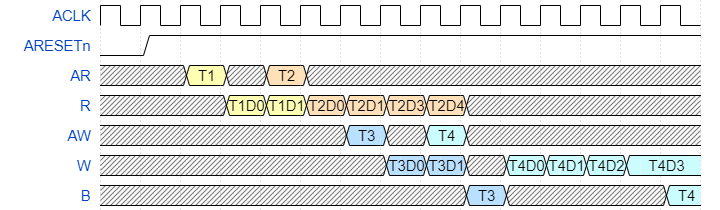 ACLK
ARESETn
AR T1 T2
R T1D0 T1D1 T2D0 T2D1 T2D3 T2D4
AW T3 T4
W T3D0 T3D1 T4D0 T4D1 T4D2 T4D3
B T3 T4